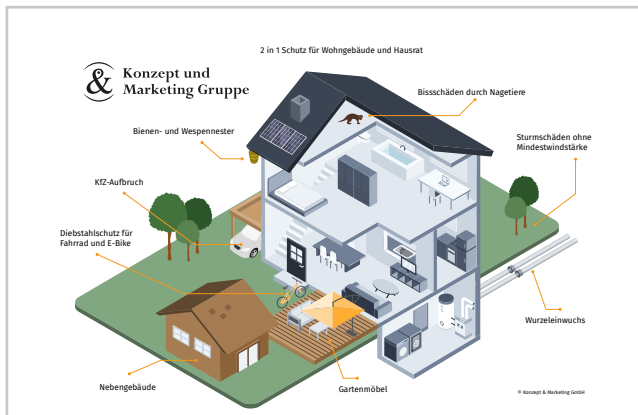 2 in 1 Schutz für Wohngebäude und Hausrat
& Konzept und
Marketing Gruppe
Bissschäden durch Nagetiere
Bienen- und Wespennester
Sturmschäden ohne
Mindestwindstärke
KfZ-Aufbruch
Diebstahlschutz für
Fahrrad und E-Bike
Wurzeleinwuchs
Nebengebäude
Gartenmöbel
© Konzept & Marketing GmbH